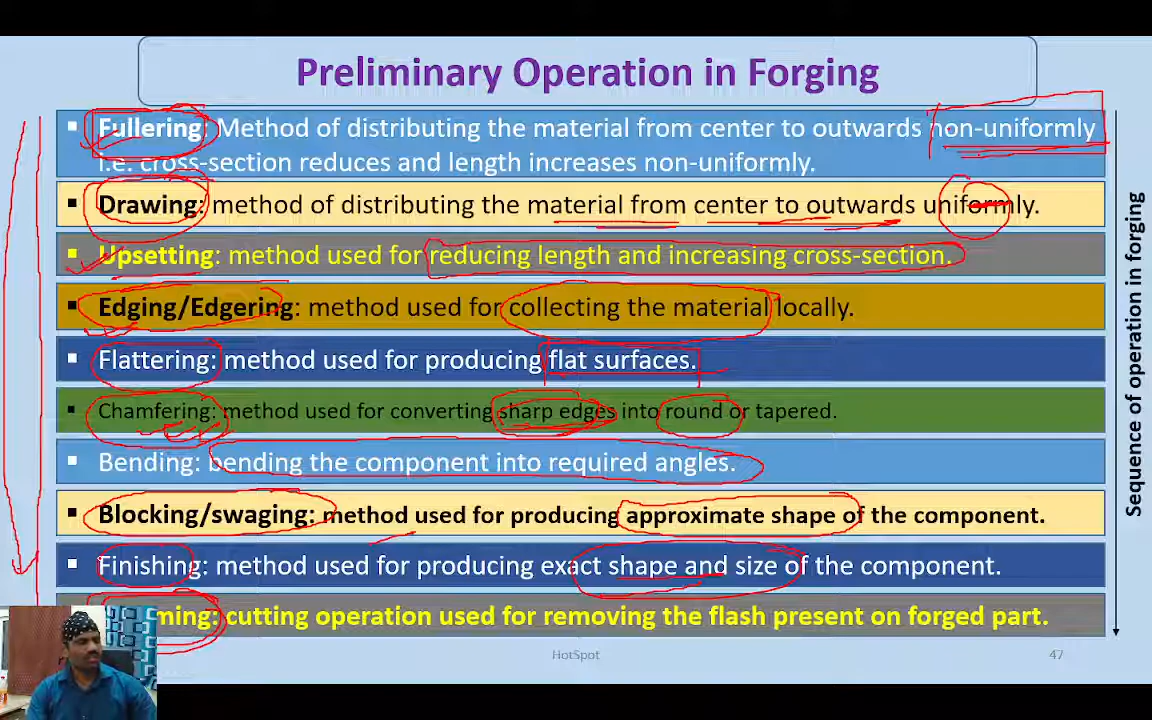 Preliminary Operation in Forging
▪ Fullering: Method of distributing the material from center to outwards non-uniformly
i.e. cross-section reduces and length increases non-uniformly.
▪ Drawing: method of distributing the material from center to outwards uniformly.
▪ Upsetting: method used for reducing length and increasing cross-section.
▪ Edging/Edgering: method used for collecting the material locally.
▪ Flattering: method used for producing flat surfaces.
▪ Chamfering: method used for converting sharp edges into round or tapered.
▪ Bending: bending the component into required angles.
▪ Blocking/swaging: method used for producing approximate shape of the component.
▪ Finishing: method used for producing exact shape and size of the component.
cutting operation used for removing the flash present on forged part.
Sequence of operation in forging
HotSpot
47